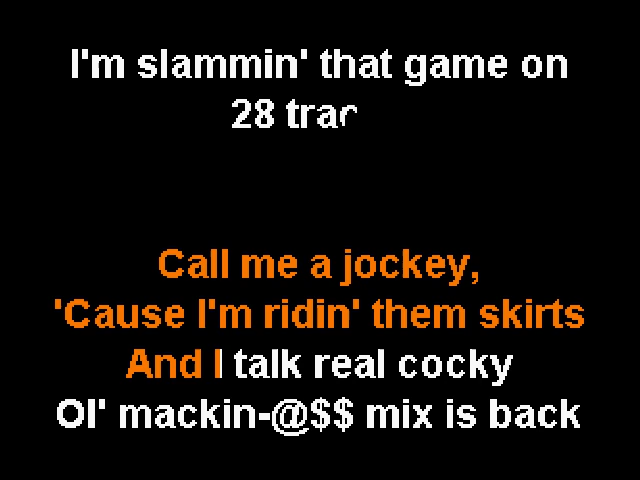 I'm slammin' that game on
28 trac
Call me a jockey,
'Cause I'm ridin' them skirts
And I talk real cocky
Ol' mackin-@$$ mix is back